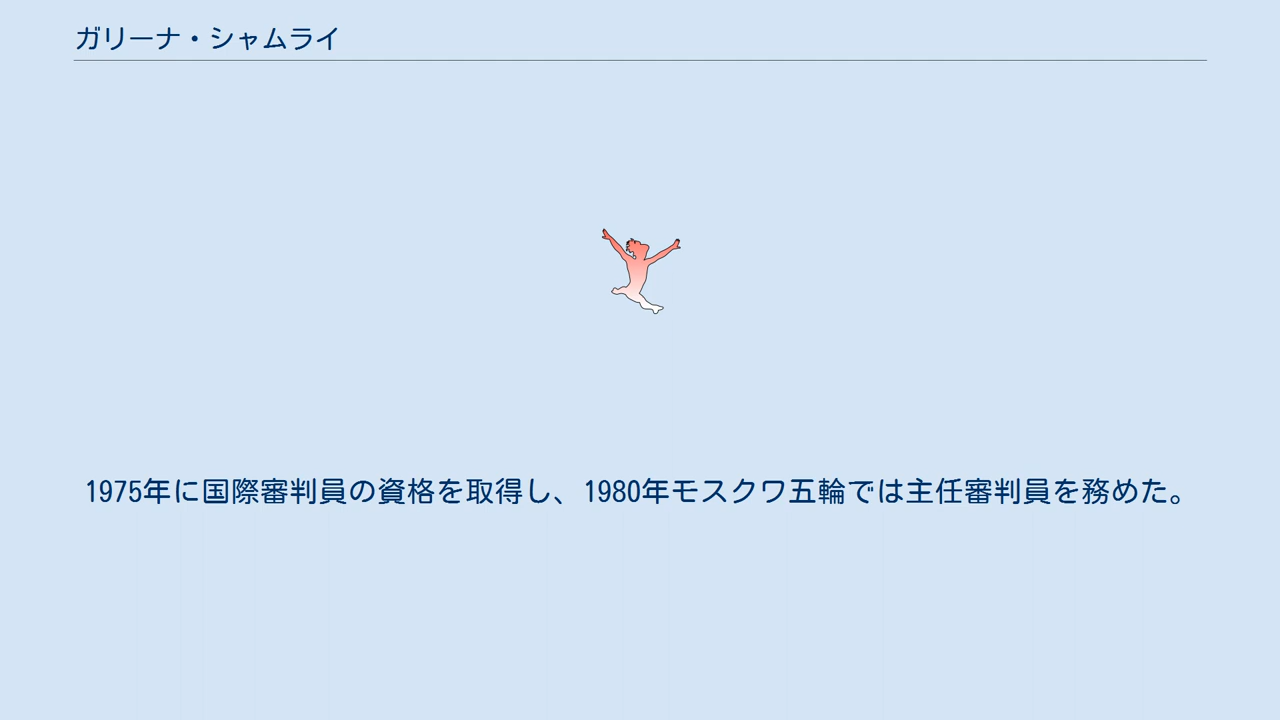 ガリーナ・シャムライ
1975年に国際審判員の資格を取得し、1980年モスクワ五輪では主任審判員を務めた。